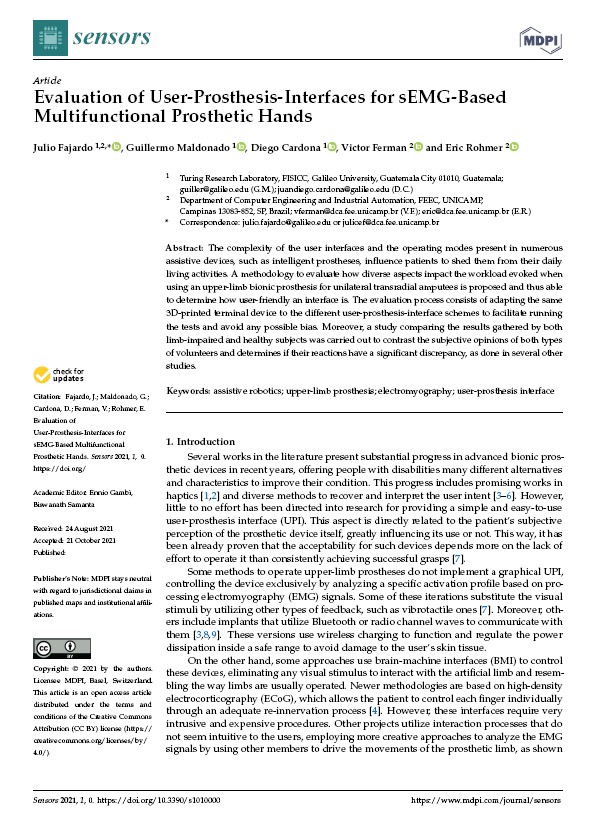 sensors
MDPI
Article
Evaluation of User-Prosthesis-Interfaces for sEMG-Based
Multifunctional Prosthetic Hands
Julio Fajardo 1,2,*, Guillermo Maldonado 1, Diego Cardona 1, Victor Ferman 2 and Eric Rohmer 2
1 Turing Research Laboratory, FISICC, Galileo University, Guatemala City 01010, Guatemala;
guiller@galileo.edu (G.M.); juandiego.cardona@galileo.edu (D.C.)
2 Department of Computer Engineering and Industrial Automation, FEEC, UNICAMP,
Campinas 13083-852, SP, Brazil; vferman@dca.fee.unicamp.br (V.F.); eric@dca.fee.unicamp.br (E.R.)
* Correspondence: julio.fajardo@galileo.edu or julicef@dca.fee.unicamp.br
Abstract: The complexity of the user interfaces and the operating modes present in numerous
assistive devices, such as intelligent prostheses, influence patients to shed them from their daily
living activities. A methodology to evaluate how diverse aspects impact the workload evoked when
using an upper-limb bionic prosthesis for unilateral transradial amputees is proposed and thus able
to determine how user-friendly an interface is. The evaluation process consists of adapting the same
3D-printed terminal device to the different user-prosthesis-interface schemes to facilitate running
the tests and avoid any possible bias. Moreover, a study comparing the results gathered by both
limb-impaired and healthy subjects was carried out to contrast the subjective opinions of both types
of volunteers and determines if their reactions have a significant discrepancy, as done in several other
studies.
Keywords: assistive robotics; upper-limb prosthesis; electromyography; user-prosthesis interface
check for
updates
Citation: Fajardo, J.; Maldonado, G.;
Cardona, D.; Ferman, V.; Rohmer, E.
Evaluation of
User-Prosthesis-Interfaces for
sEMG-Based Multifunctional
Prosthetic Hands. Sensors 2021, 1, 0.
https://doi.org/
Academic Editor: Ennio Gambi,
Biswanath Samanta
Received: 24 August 2021
Accepted: 21 October 2021
Published:
Publisher's Note: MDPI stays neutral
with regard to jurisdictional claims in
published maps and institutional affili-
ations.
CC BY
Copyright: © 2021 by the authors.
Licensee MDPI, Basel, Switzerland.
This article is an open access article
distributed under the terms and
conditions of the Creative Commons
Attribution (CC BY) license (https://
creativecommons.org/licenses/by/
4.0/)
1. Introduction
Several works in the literature present substantial progress in advanced bionic pros-
thetic devices in recent years, offering people with disabilities many different alternatives
and characteristics to improve their condition. This progress includes promising works in
haptics [1,2] and diverse methods to recover and interpret the user intent [3–6]. However,
little to no effort has been directed into research for providing a simple and easy-to-use
user-prosthesis interface (UPI). This aspect is directly related to the patient's subjective
perception of the prosthetic device itself, greatly influencing its use or not. This way, it has
been already proven that the acceptability for such devices depends more on the lack of
effort to operate it than consistently achieving successful grasps [7].
Some methods to operate upper-limb prostheses do not implement a graphical UPI,
controlling the device exclusively by analyzing a specific activation profile based on pro-
cessing electromyography (EMG) signals. Some of these iterations substitute the visual
stimuli by utilizing other types of feedback, such as vibrotactile ones [7]. Moreover, oth-
ers include implants that utilize Bluetooth or radio channel waves to communicate with
them [3,8,9]. These versions use wireless charging to function and regulate the power
dissipation inside a safe range to avoid damage to the user's skin tissue.
On the other hand, some approaches use brain-machine interfaces (BMI) to control
these devices, eliminating any visual stimulus to interact with the artificial limb and resem-
bling the way limbs are usually operated. Newer methodologies are based on high-density
electrocorticography (ECoG), which allows the patient to control each finger individually
through an adequate re-innervation process [4]. However, these interfaces require very
intrusive and expensive procedures. Other projects utilize interaction processes that do
not seem intuitive to the users, employing more creative approaches to analyze the EMG
signals by using other members to drive the movements of the prosthetic limb, as shown
Sensors 2021, 1, 0. https://doi.org/10.3390/s1010000
https://www.mdpi.com/journal/sensors